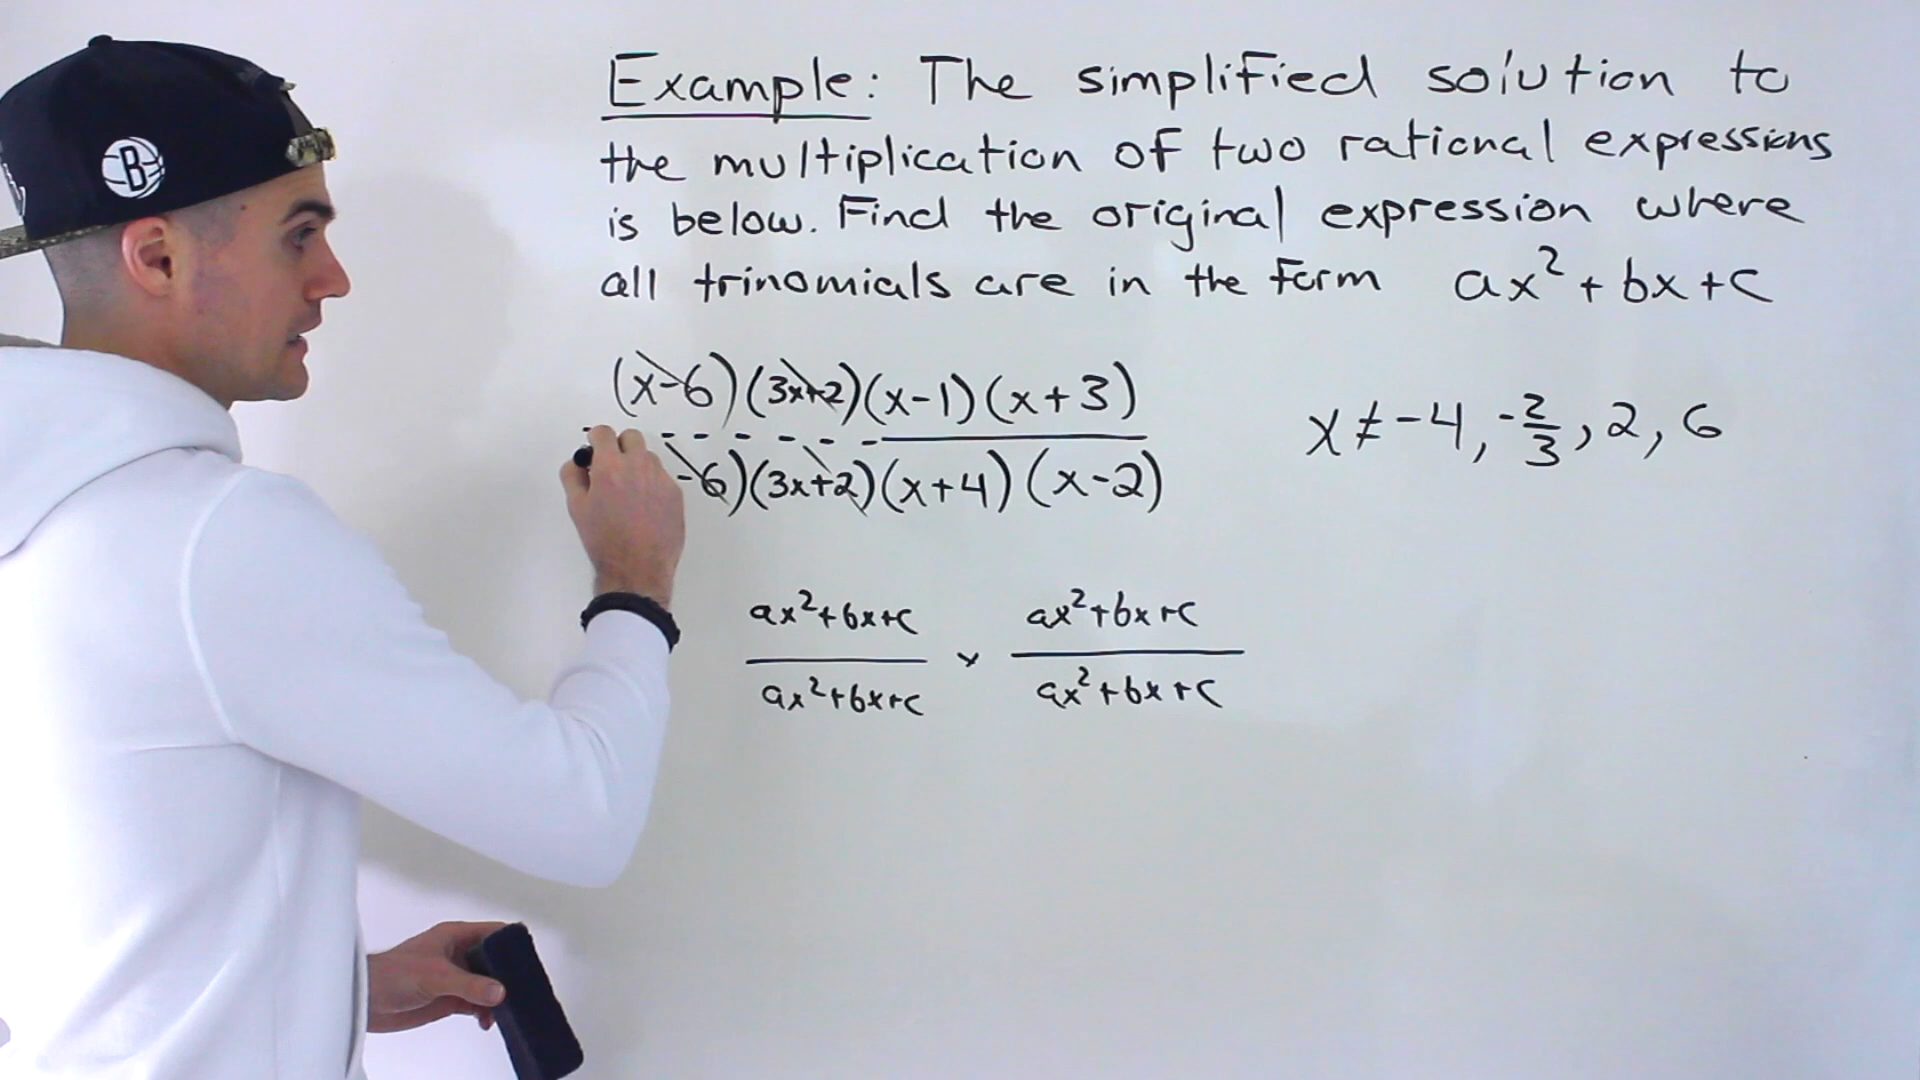 Example: The simplified solution to
the multiplication of two rational expressions
is below. Find the original expression where
all trinomials are in the form ax²+bx+c
(x-6)(3x+2)(x-1)(x+3)
-6)(3x+2)(x+4)(x-2)
x≠-4, -2/3, 2, 6
ax²+bx+c
ax²+bx+c
×
ax²+bx+c
ax²+bx+c
B